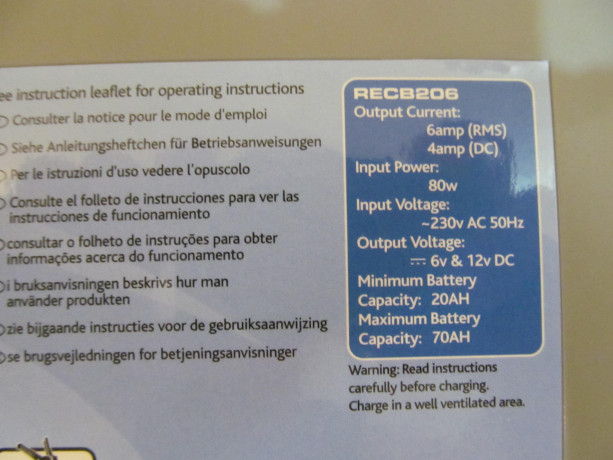 ee instruction leaflet for operating instructions
Consulter la notice pour le mode d'emploi
Siehe Anleitungsheftchen für Betriebsanweisungen
Per le istruzioni d'uso vedere l'opuscolo
Consulte el folleto de instrucciones para ver las
instrucciones de funcionamiento
consultar o folheto de instruções para obter
informações acerca do funcionamento
i bruksanvisningen beskrivs hur man
använder produkten
zie bijgaande instructies voor de gebruiksaanwijzing
se brugsvejledningen for betjeningsanvisninger
RECB206
Output Current:
6amp (RMS)
4amp (DC)
Input Power:
80w
Input Voltage:
~230v AC 50Hz
Output Voltage:
⎓ 6v & 12v DC
Minimum Battery
Capacity: 20AH
Maximum Battery
Capacity: 70AH
Warning: Read instructions
carefully before charging.
Charge in a well ventilated area.